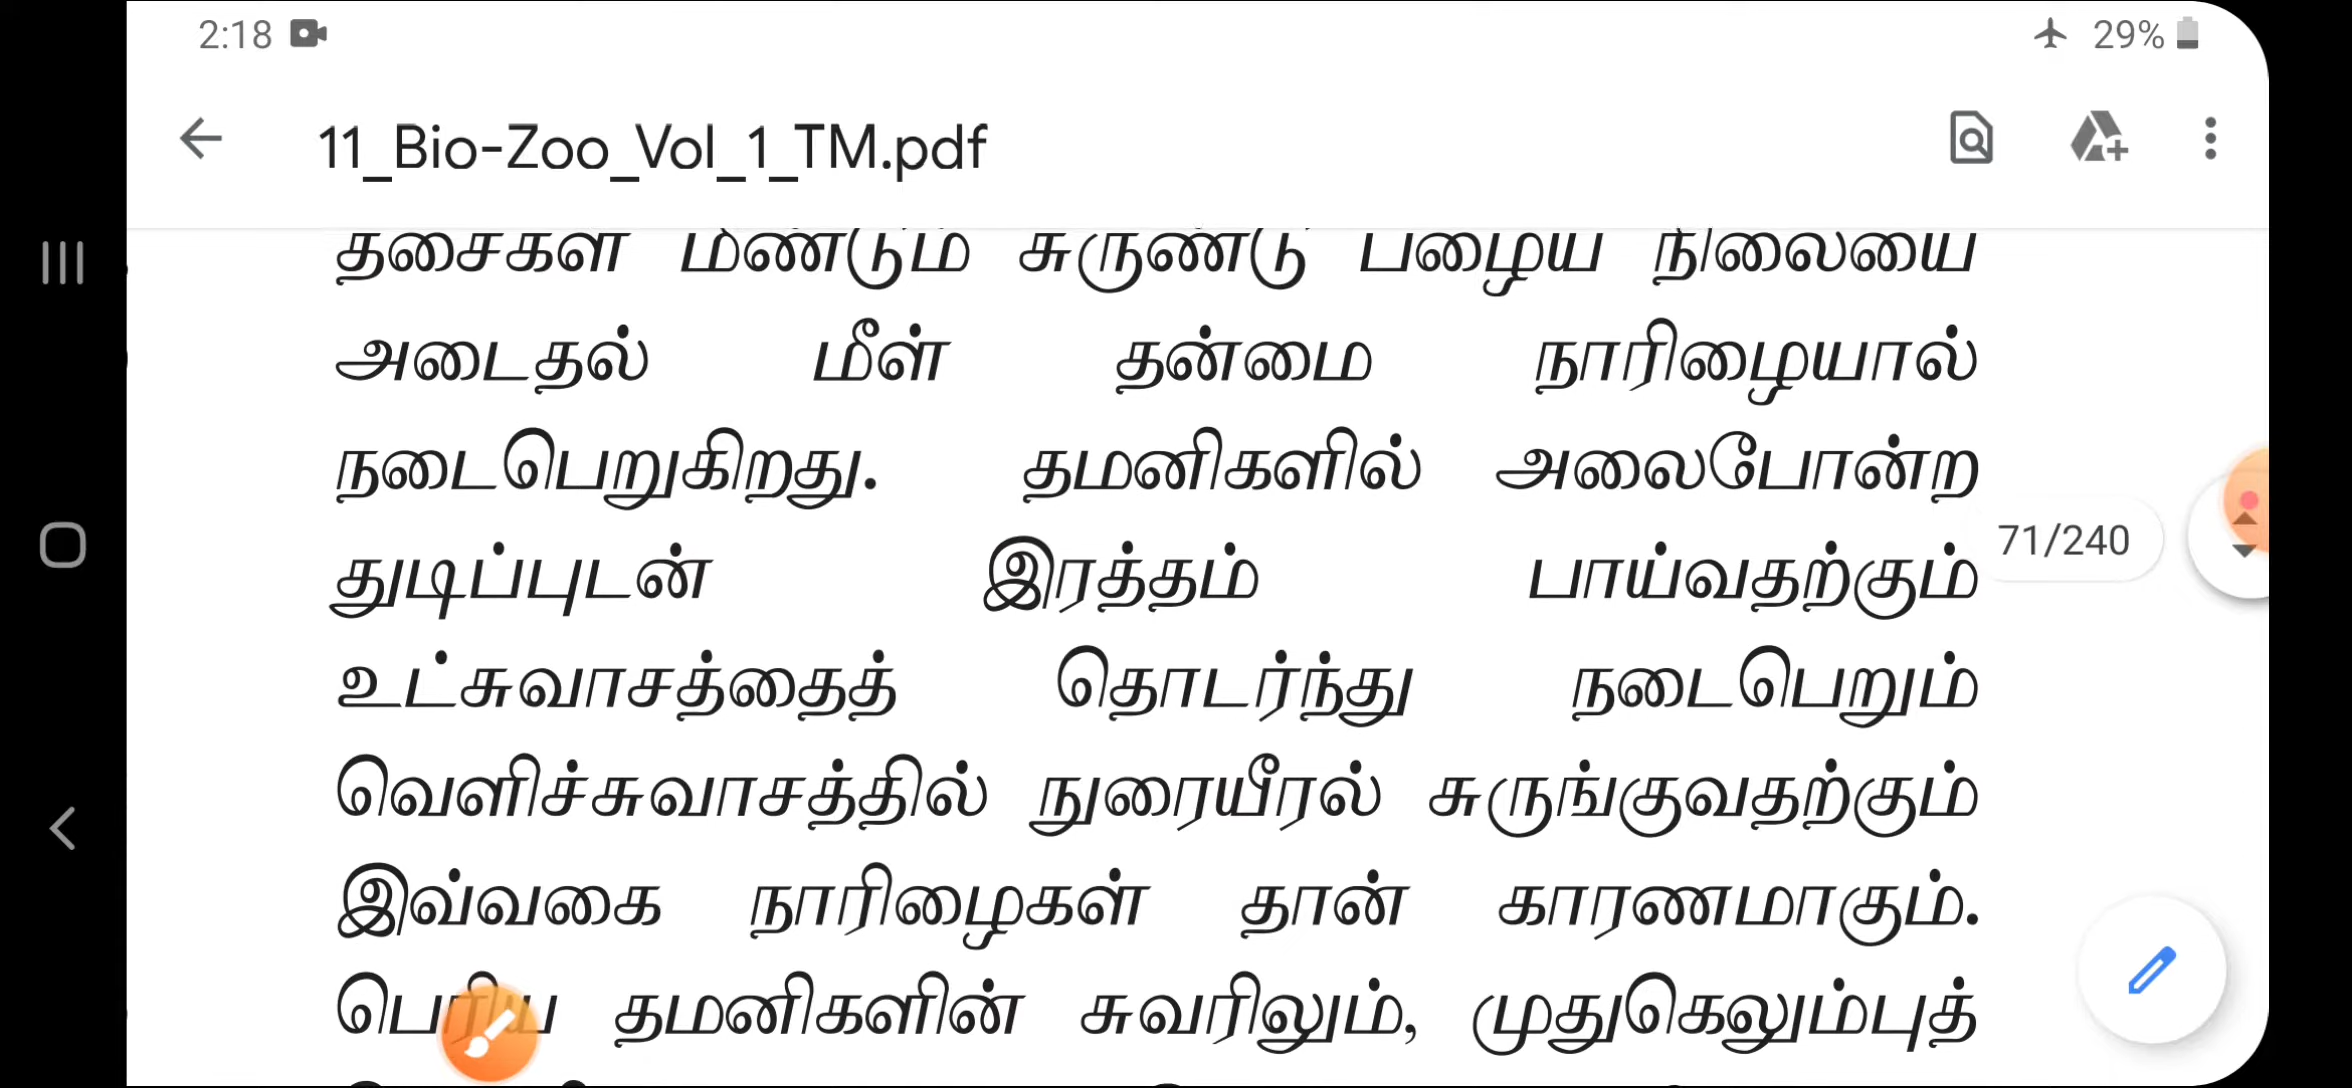 2:18
29%
11_Bio-Zoo_Vol_1_TM.pdf
தசைகள் மீண்டும் சுருண்டு பழைய நிலையை
அடைதல் மீள் தன்மை நாரிழையால்
நடைபெறுகிறது. தமனிகளில் அலைபோன்ற
71/240
துடிப்புடன் இரத்தம் பாய்வதற்கும்
உட்சுவாசத்தைத் தொடர்ந்து நடைபெறும்
வெளிச்சுவாசத்தில் நுரையீரல் சுருங்குவதற்கும்
இவ்வகை நாரிழைகள் தான் காரணமாகும்.
பெரிய தமனிகளின் சுவரிலும், முதுகெலும்புத்